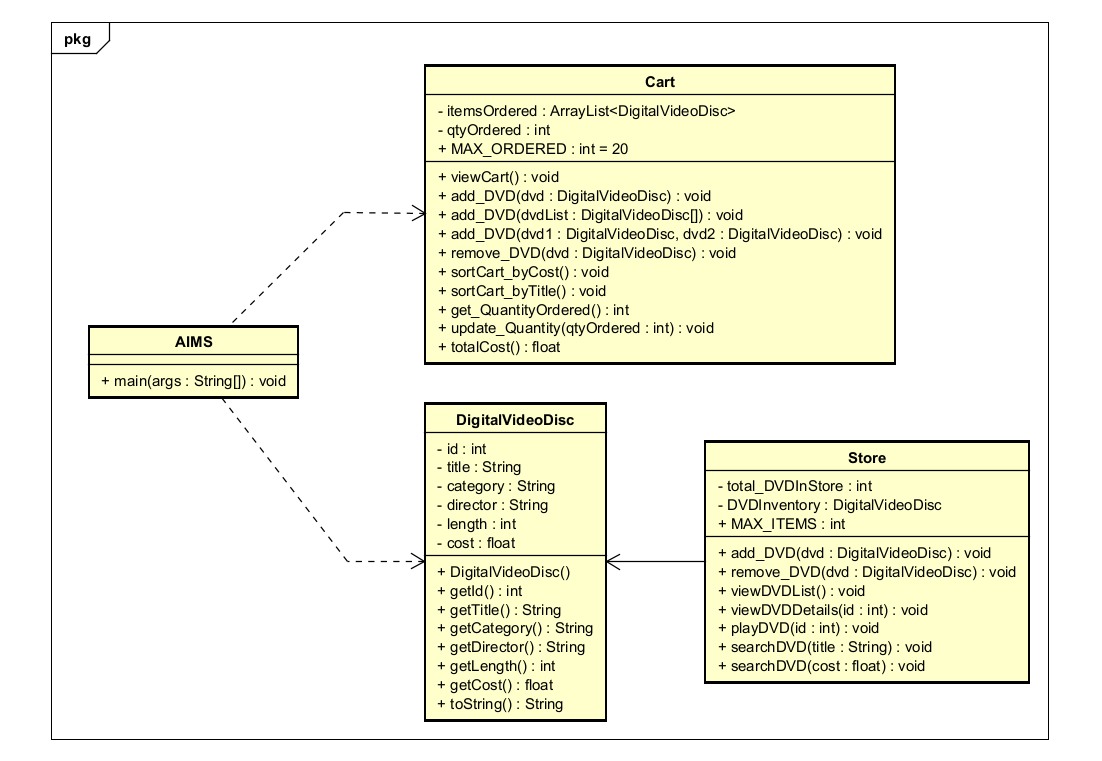 pkg
Cart
- itemsOrdered : ArrayList<DigitalVideoDisc>
- qtyOrdered : int
+ MAX_ORDERED : int = 20
+ viewCart() : void
+ add_DVD(dvd : DigitalVideoDisc) : void
+ add_DVD(dvdList : DigitalVideoDisc[]) : void
+ add_DVD(dvd1 : DigitalVideoDisc, dvd2 : DigitalVideoDisc) : void
+ remove_DVD(dvd : DigitalVideoDisc) : void
+ sortCart_byCost() : void
+ sortCart_byTitle() : void
+ get_QuantityOrdered() : int
+ update_Quantity(qtyOrdered : int) : void
+ totalCost() : float
AIMS
+ main(args : String[]) : void
DigitalVideoDisc
- id : int
- title : String
- category : String
- director : String
- length : int
- cost : float
+ DigitalVideoDisc()
+ getId() : int
+ getTitle() : String
+ getCategory() : String
+ getDirector() : String
+ getLength() : int
+ getCost() : float
+ toString() : String
Store
- total_DVDInStore : int
- DVDInventory : DigitalVideoDisc
+ MAX_ITEMS : int
+ add_DVD(dvd : DigitalVideoDisc) : void
+ remove_DVD(dvd : DigitalVideoDisc) : void
+ viewDVDList() : void
+ viewDVDDetails(id : int) : void
+ playDVD(id : int) : void
+ searchDVD(title : String) : void
+ searchDVD(cost : float) : void